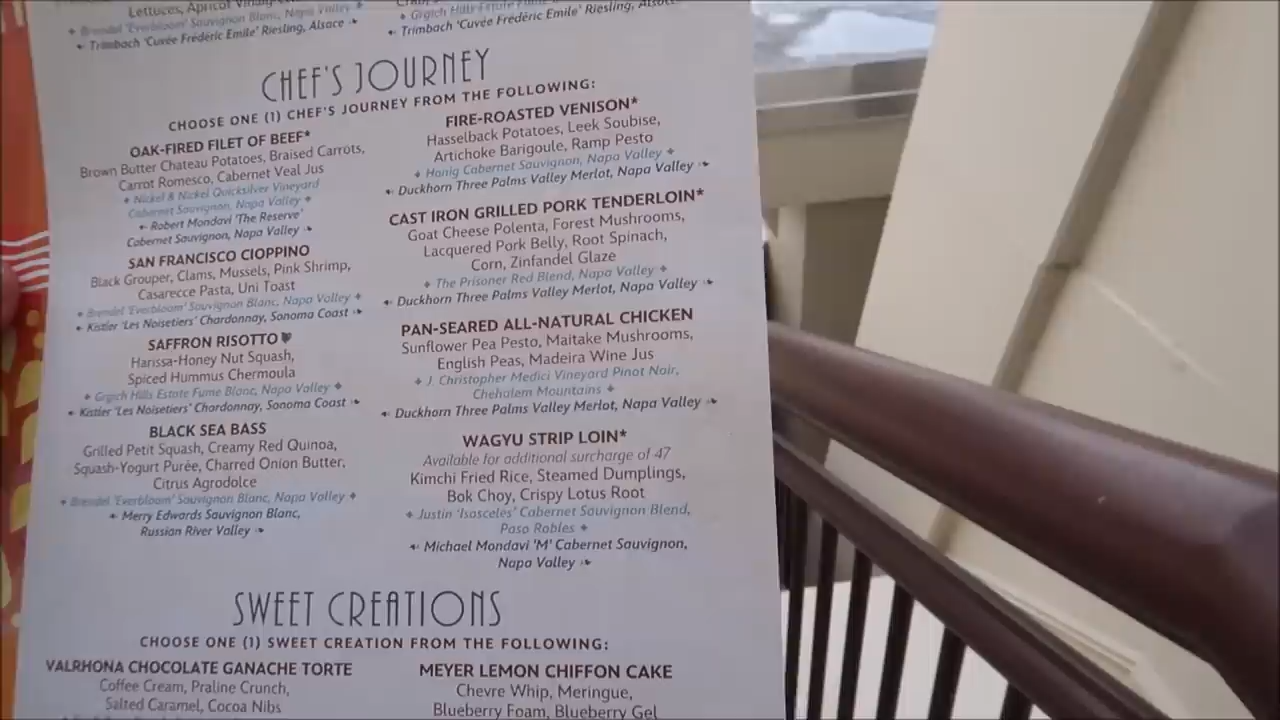 Lettuces, Apricot
Brendel 'Everbloom' Sauvignon Blanc, Napa Valley
Trimbach 'Cuvée Frédéric Emile' Riesling, Alsace
Grgich Hills Estate Fume
Trimbach 'Cuvée Frédéric Emile' Riesling,
CHEF'S JOURNEY
CHOOSE ONE (1) CHEF'S JOURNEY FROM THE FOLLOWING:
OAK-FIRED FILET OF BEEF*
Brown Butter Chateau Potatoes, Braised Carrots,
Carrot Romesco, Cabernet Veal Jus
Nickel & Nickel Quicksilver Vineyard
Cabernet Sauvignon, Napa Valley
Robert Mondavi 'The Reserve'
Cabernet Sauvignon, Napa Valley
SAN FRANCISCO CIOPPINO
Black Grouper, Clams, Mussels, Pink Shrimp,
Casarecce Pasta, Uni Toast
Brendel 'Everbloom' Sauvignon Blanc, Napa Valley
Kistler 'Les Noisetiers' Chardonnay, Sonoma Coast
SAFFRON RISOTTO
Harissa-Honey Nut Squash,
Spiced Hummus Chermoula
Grgich Hills Estate Fume Blanc, Napa Valley
Kistler 'Les Noisetiers' Chardonnay, Sonoma Coast
BLACK SEA BASS
Grilled Petit Squash, Creamy Red Quinoa,
Squash-Yogurt Purée, Charred Onion Butter,
Citrus Agrodolce
Brendel 'Everbloom' Sauvignon Blanc, Napa Valley
Merry Edwards Sauvignon Blanc,
Russian River Valley
FIRE-ROASTED VENISON*
Hasselback Potatoes, Leek Soubise,
Artichoke Barigoule, Ramp Pesto
Honig Cabernet Sauvignon, Napa Valley
Duckhorn Three Palms Valley Merlot, Napa Valley
CAST IRON GRILLED PORK TENDERLOIN*
Goat Cheese Polenta, Forest Mushrooms,
Lacquered Pork Belly, Root Spinach,
Corn, Zinfandel Glaze
The Prisoner Red Blend, Napa Valley
Duckhorn Three Palms Valley Merlot, Napa Valley
PAN-SEARED ALL-NATURAL CHICKEN
Sunflower Pea Pesto, Maitake Mushrooms,
English Peas, Madeira Wine Jus
J. Christopher Medici Vineyard Pinot Noir,
Chehalem Mountains
Duckhorn Three Palms Valley Merlot, Napa Valley
WAGYU STRIP LOIN*
Available for additional surcharge of 47
Kimchi Fried Rice, Steamed Dumplings,
Bok Choy, Crispy Lotus Root
Justin 'Isosceles' Cabernet Sauvignon Blend,
Paso Robles
Michael Mondavi 'M' Cabernet Sauvignon,
Napa Valley
SWEET CREATIONS
CHOOSE ONE (1) SWEET CREATION FROM THE FOLLOWING:
VALRHONA CHOCOLATE GANACHE TORTE
Coffee Cream, Praline Crunch,
Salted Caramel, Cocoa Nibs
MEYER LEMON CHIFFON CAKE
Chevre Whip, Meringue,
Blueberry Foam, Blueberry Gel